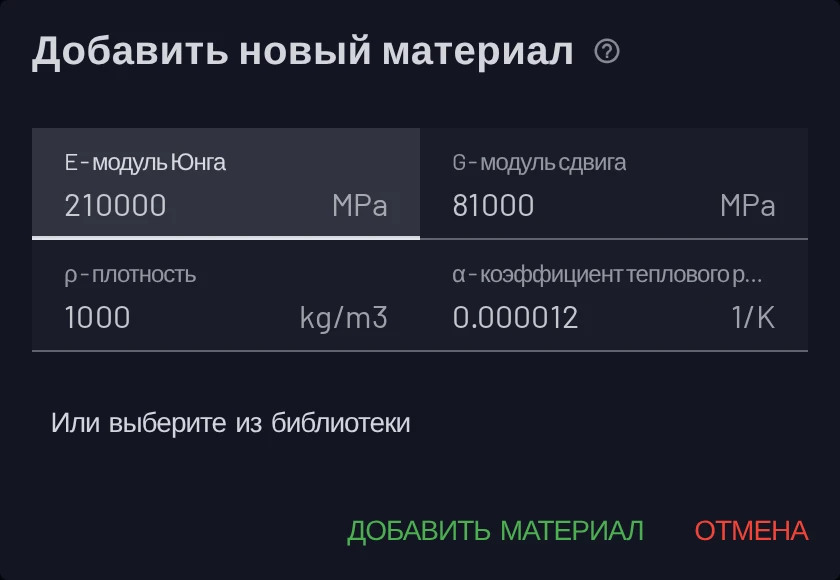 Добавить новый материал
E - модуль Юнга
G - модуль сдвига
210000 MPa
81000 MPa
ρ - плотность
α - коэффициент теплового р...
1000 kg/m3
0.000012 1/K
Или выберите из библиотеки
ДОБАВИТЬ МАТЕРИАЛ
ОТМЕНА